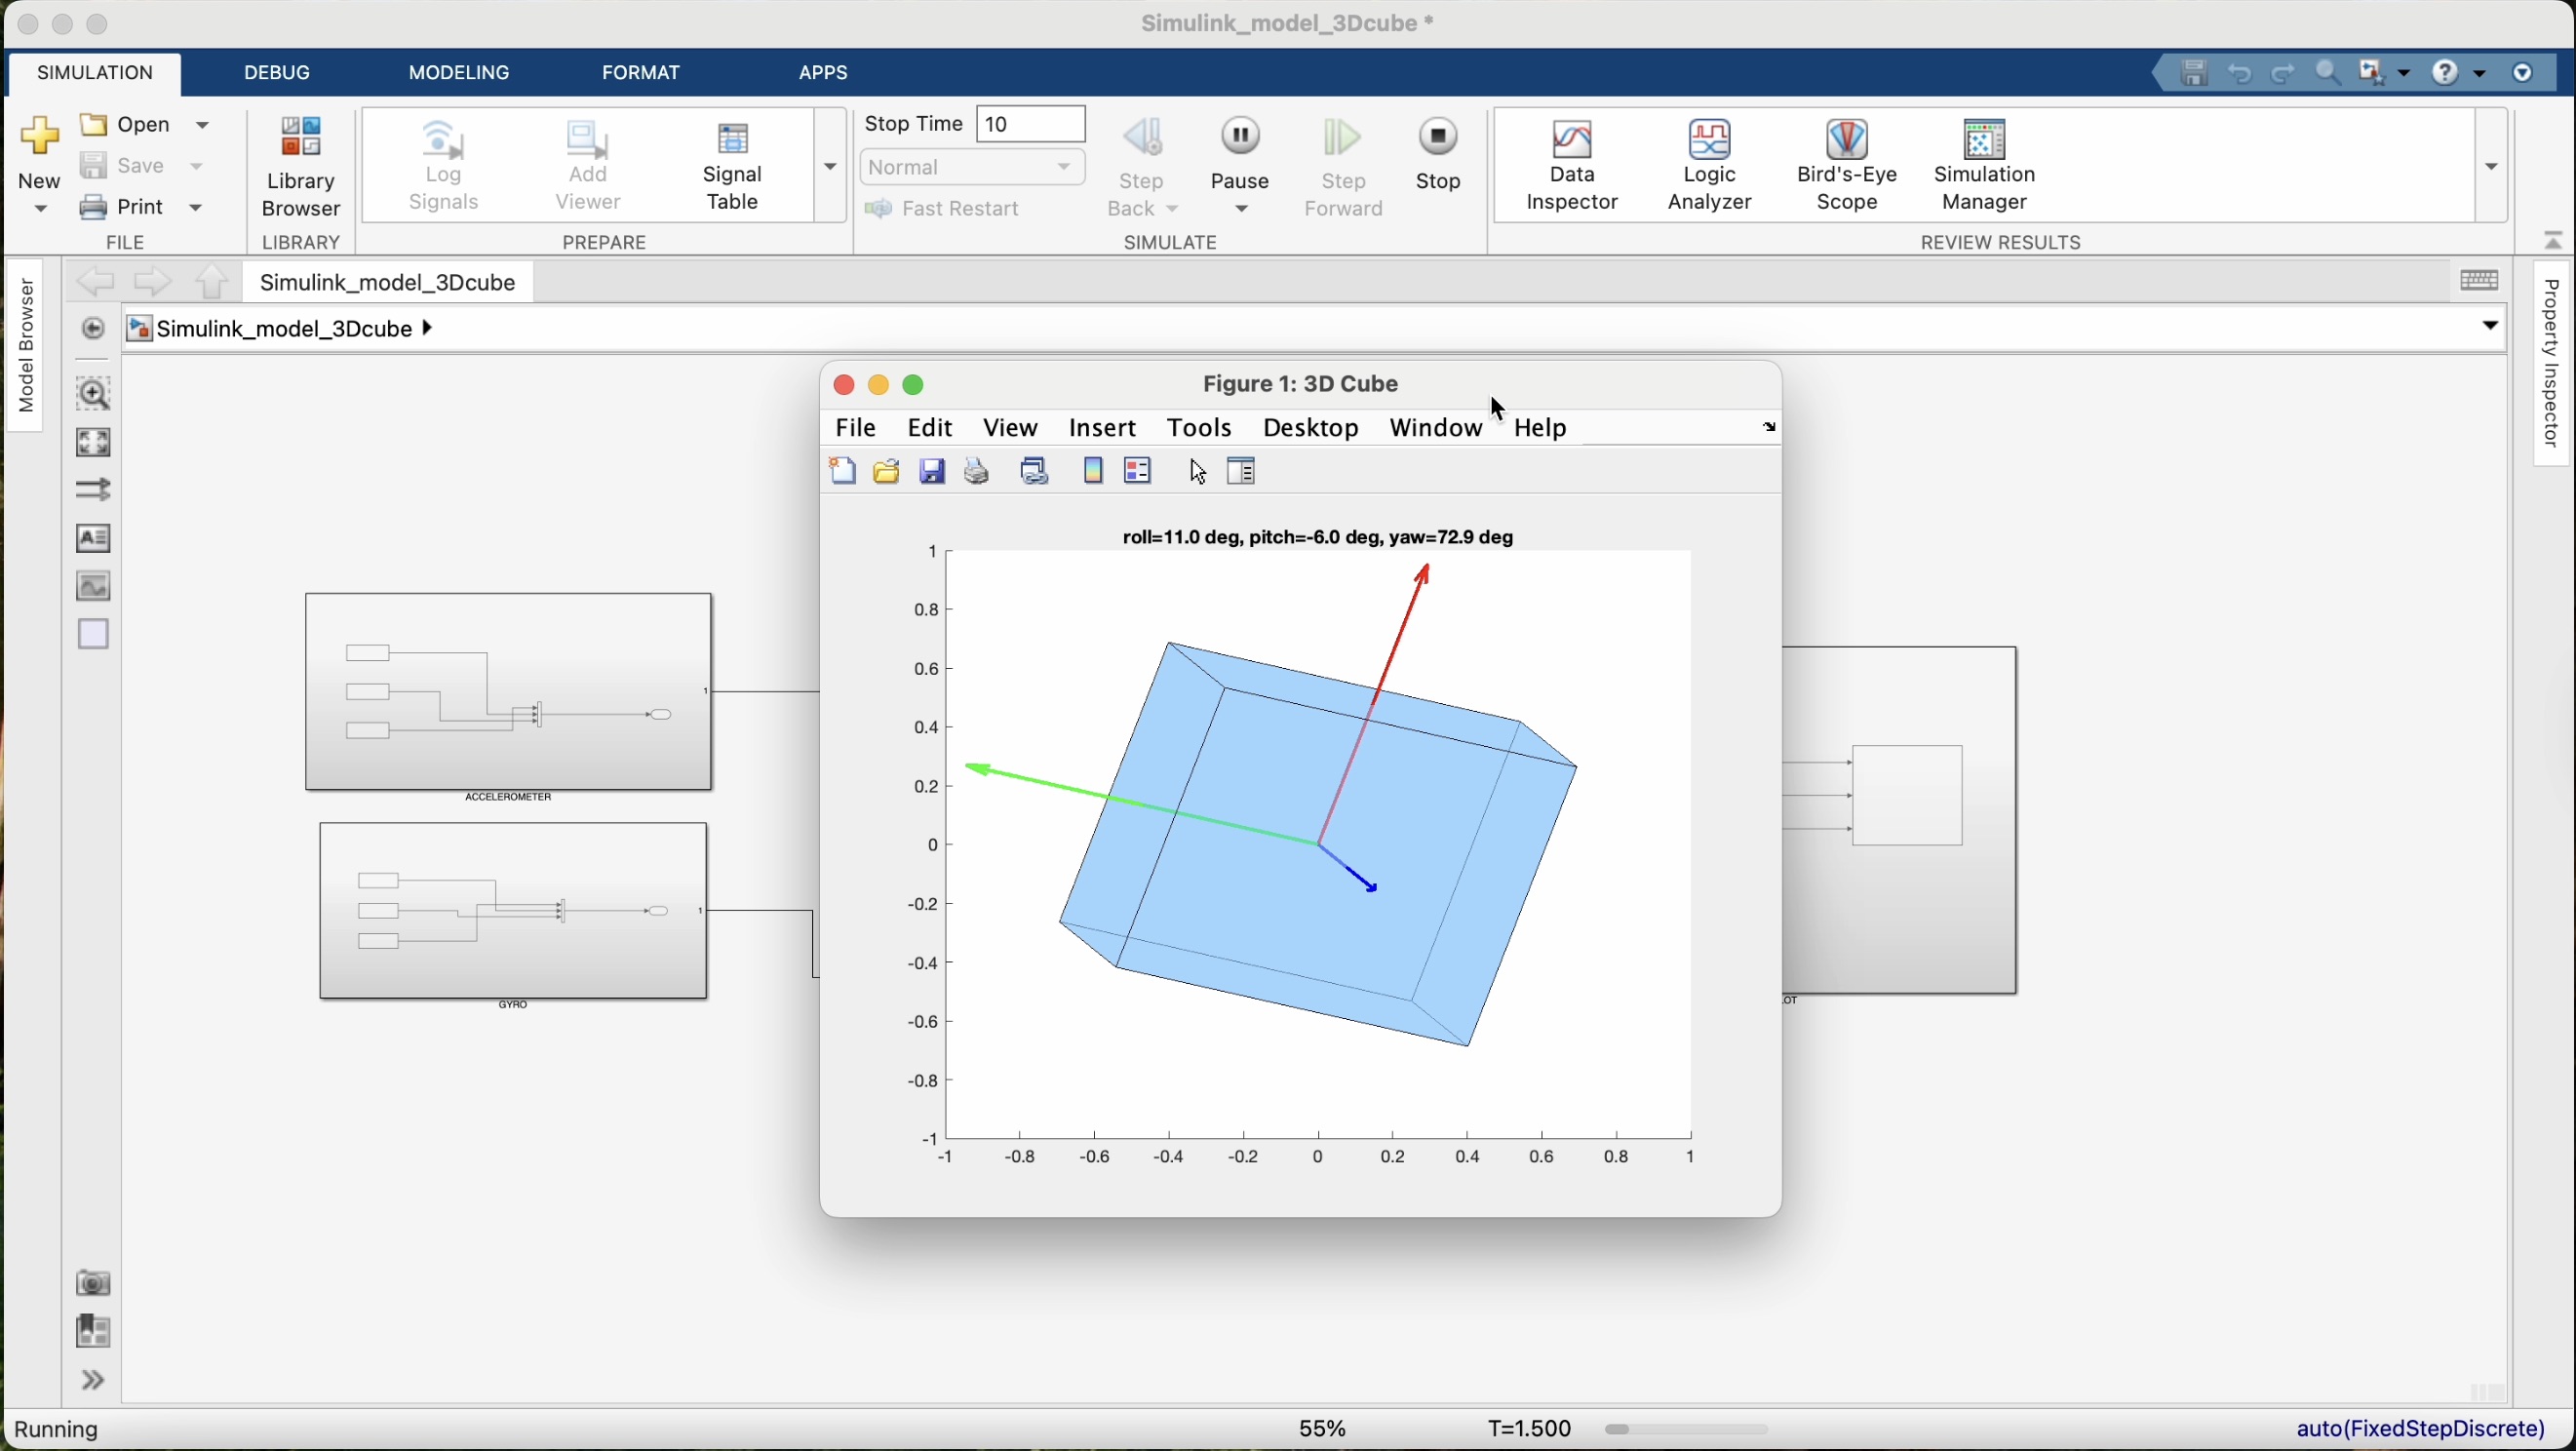 Simulink_model_3Dcube *
SIMULATION DEBUG MODELING FORMAT APPS
New
Open
Save
Print
FILE
Library Browser
LIBRARY
Log Signals
Add Viewer
Signal Table
PREPARE
Stop Time 10
Normal
Fast Restart
Step Back
Pause
Step Forward
Stop
SIMULATE
Data Inspector
Logic Analyzer
Bird's-Eye Scope
Simulation Manager
REVIEW RESULTS
Model Browser
Simulink_model_3Dcube
Property Inspector
Simulink_model_3Dcube
Figure 1: 3D Cube
File Edit View Insert Tools Desktop Window Help
roll=11.0 deg, pitch=-6.0 deg, yaw=72.9 deg
1
0.8
0.6
0.4
0.2
0
-0.2
-0.4
-0.6
-0.8
-1
-1 -0.8 -0.6 -0.4 -0.2 0 0.2 0.4 0.6 0.8 1
1
ACCELEROMETER
1
GYRO
OT
Running 55% T=1.500 auto(FixedStepDiscrete)